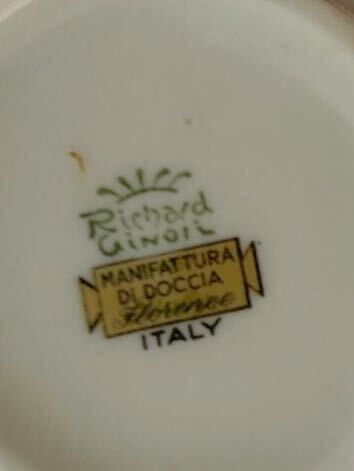 Richard
GINORI
MANIFATTURA
DI DOCCIA
Florence
ITALY